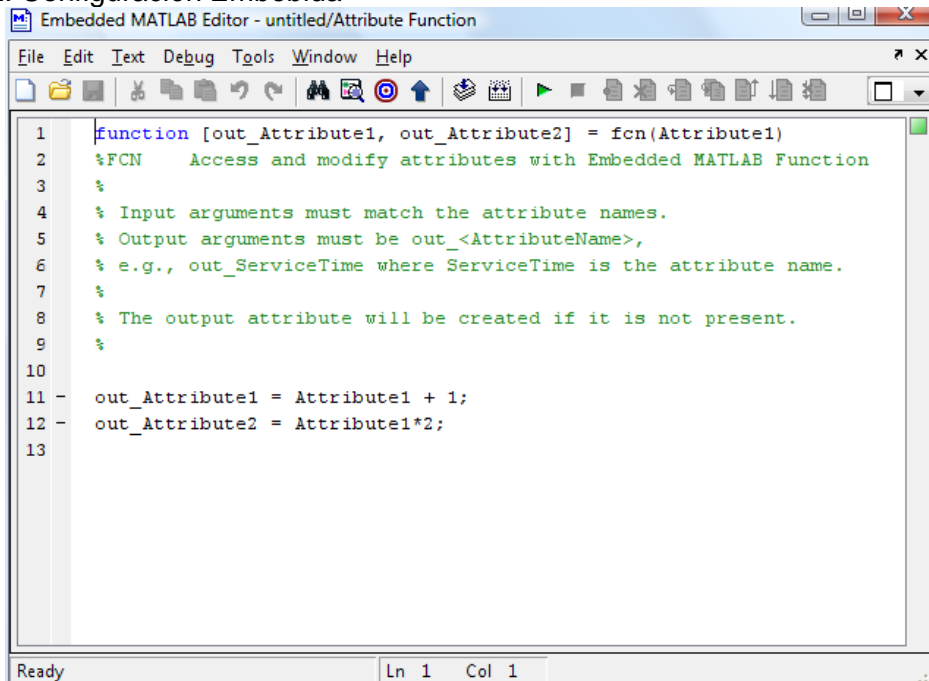 Configuración Embebida
Embedded MATLAB Editor - untitled/Attribute Function
File Edit Text Debug Tools Window Help
1 function [out_Attribute1, out_Attribute2] = fcn(Attribute1)
2 %FCN Access and modify attributes with Embedded MATLAB Function
3 %
4 % Input arguments must match the attribute names.
5 % Output arguments must be out_<AttributeName>,
6 % e.g., out_ServiceTime where ServiceTime is the attribute name.
7 %
8 % The output attribute will be created if it is not present.
9 %
10
11 - out_Attribute1 = Attribute1 + 1;
12 - out_Attribute2 = Attribute1*2;
13
Ready Ln 1 Col 1